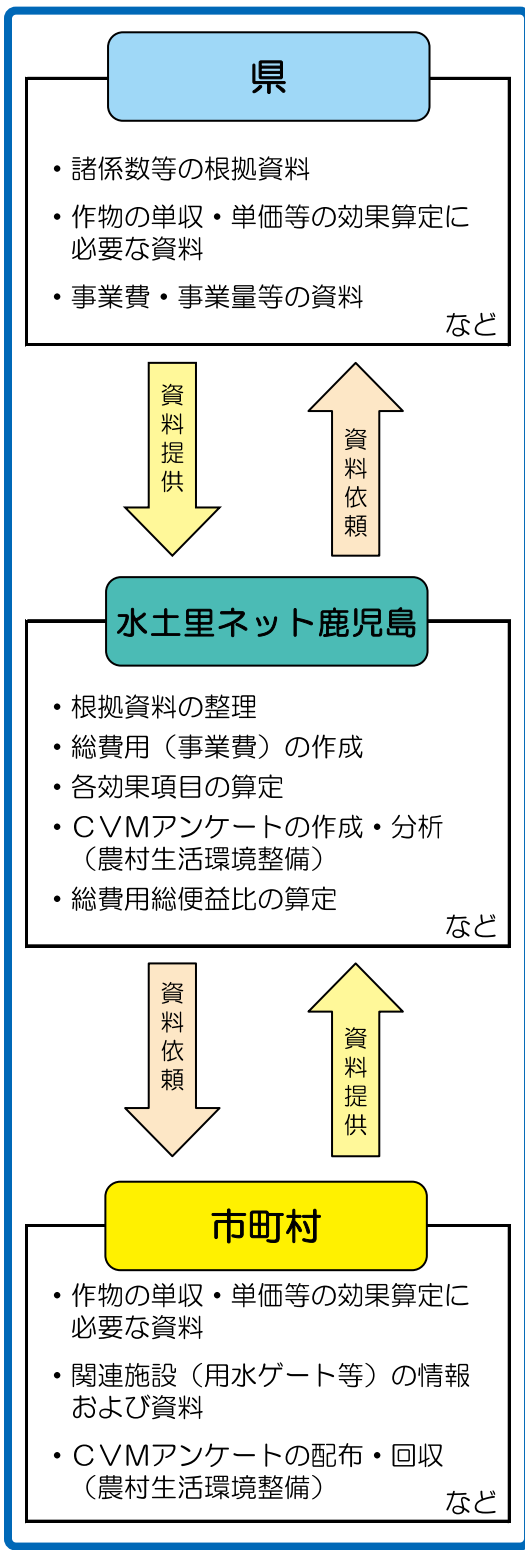 県
・諸係数等の根拠資料
・作物の単収・単価等の効果算定に
必要な資料
・事業費・事業量等の資料
など
資料提供
資料依頼
水土里ネット鹿児島
・根拠資料の整理
・総費用（事業費）の作成
・各効果項目の算定
・ＣＶＭアンケートの作成・分析
（農村生活環境整備）
・総費用総便益比の算定
など
資料依頼
資料提供
市町村
・作物の単収・単価等の効果算定に
必要な資料
・関連施設（用水ゲート等）の情報
および資料
・ＣＶＭアンケートの配布・回収
（農村生活環境整備）
など